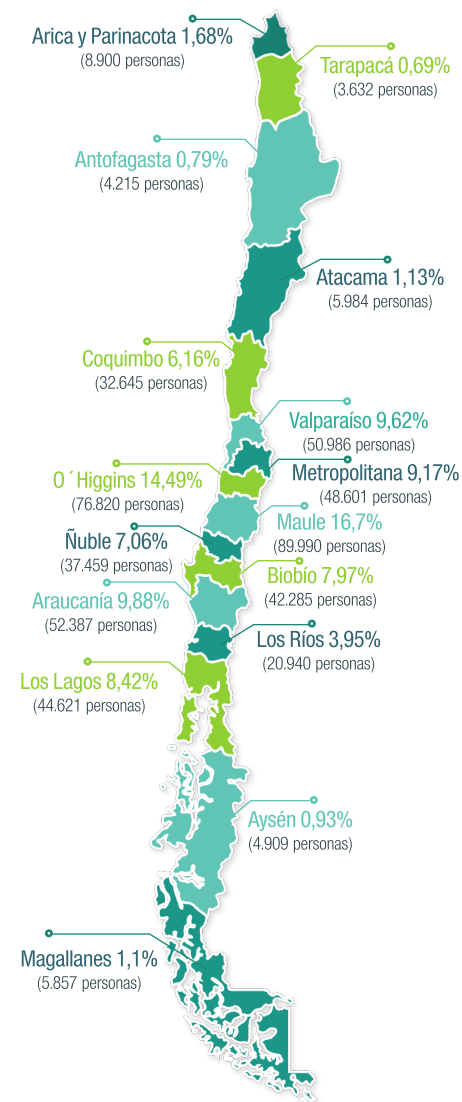 Arica y Parinacota 1,68%
(8.900 personas)
Tarapacá 0,69%
(3.632 personas)
Antofagasta 0,79%
(4.215 personas)
Atacama 1,13%
(5.984 personas)
Coquimbo 6,16%
(32.645 personas)
Valparaíso 9,62%
(50.986 personas)
Metropolitana 9,17%
(48.601 personas)
O´Higgins 14,49%
(76.820 personas)
Maule 16,7%
(89.990 personas)
Ñuble 7,06%
(37.459 personas)
Biobío 7,97%
(42.285 personas)
Araucanía 9,88%
(52.387 personas)
Los Ríos 3,95%
(20.940 personas)
Los Lagos 8,42%
(44.621 personas)
Aysén 0,93%
(4.909 personas)
Magallanes 1,1%
(5.857 personas)